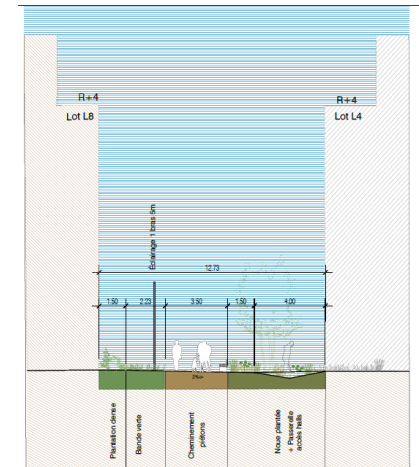 R+4
R+4
Lot L8
Lot L4
Éclairage 1 bras 5m
12.73
1.50
2.23
3.50
1.50
4.00
2%
Plantation dense
Bande verte
Cheminement
piétons
Noue plantée
+ Passerelle
accès halls